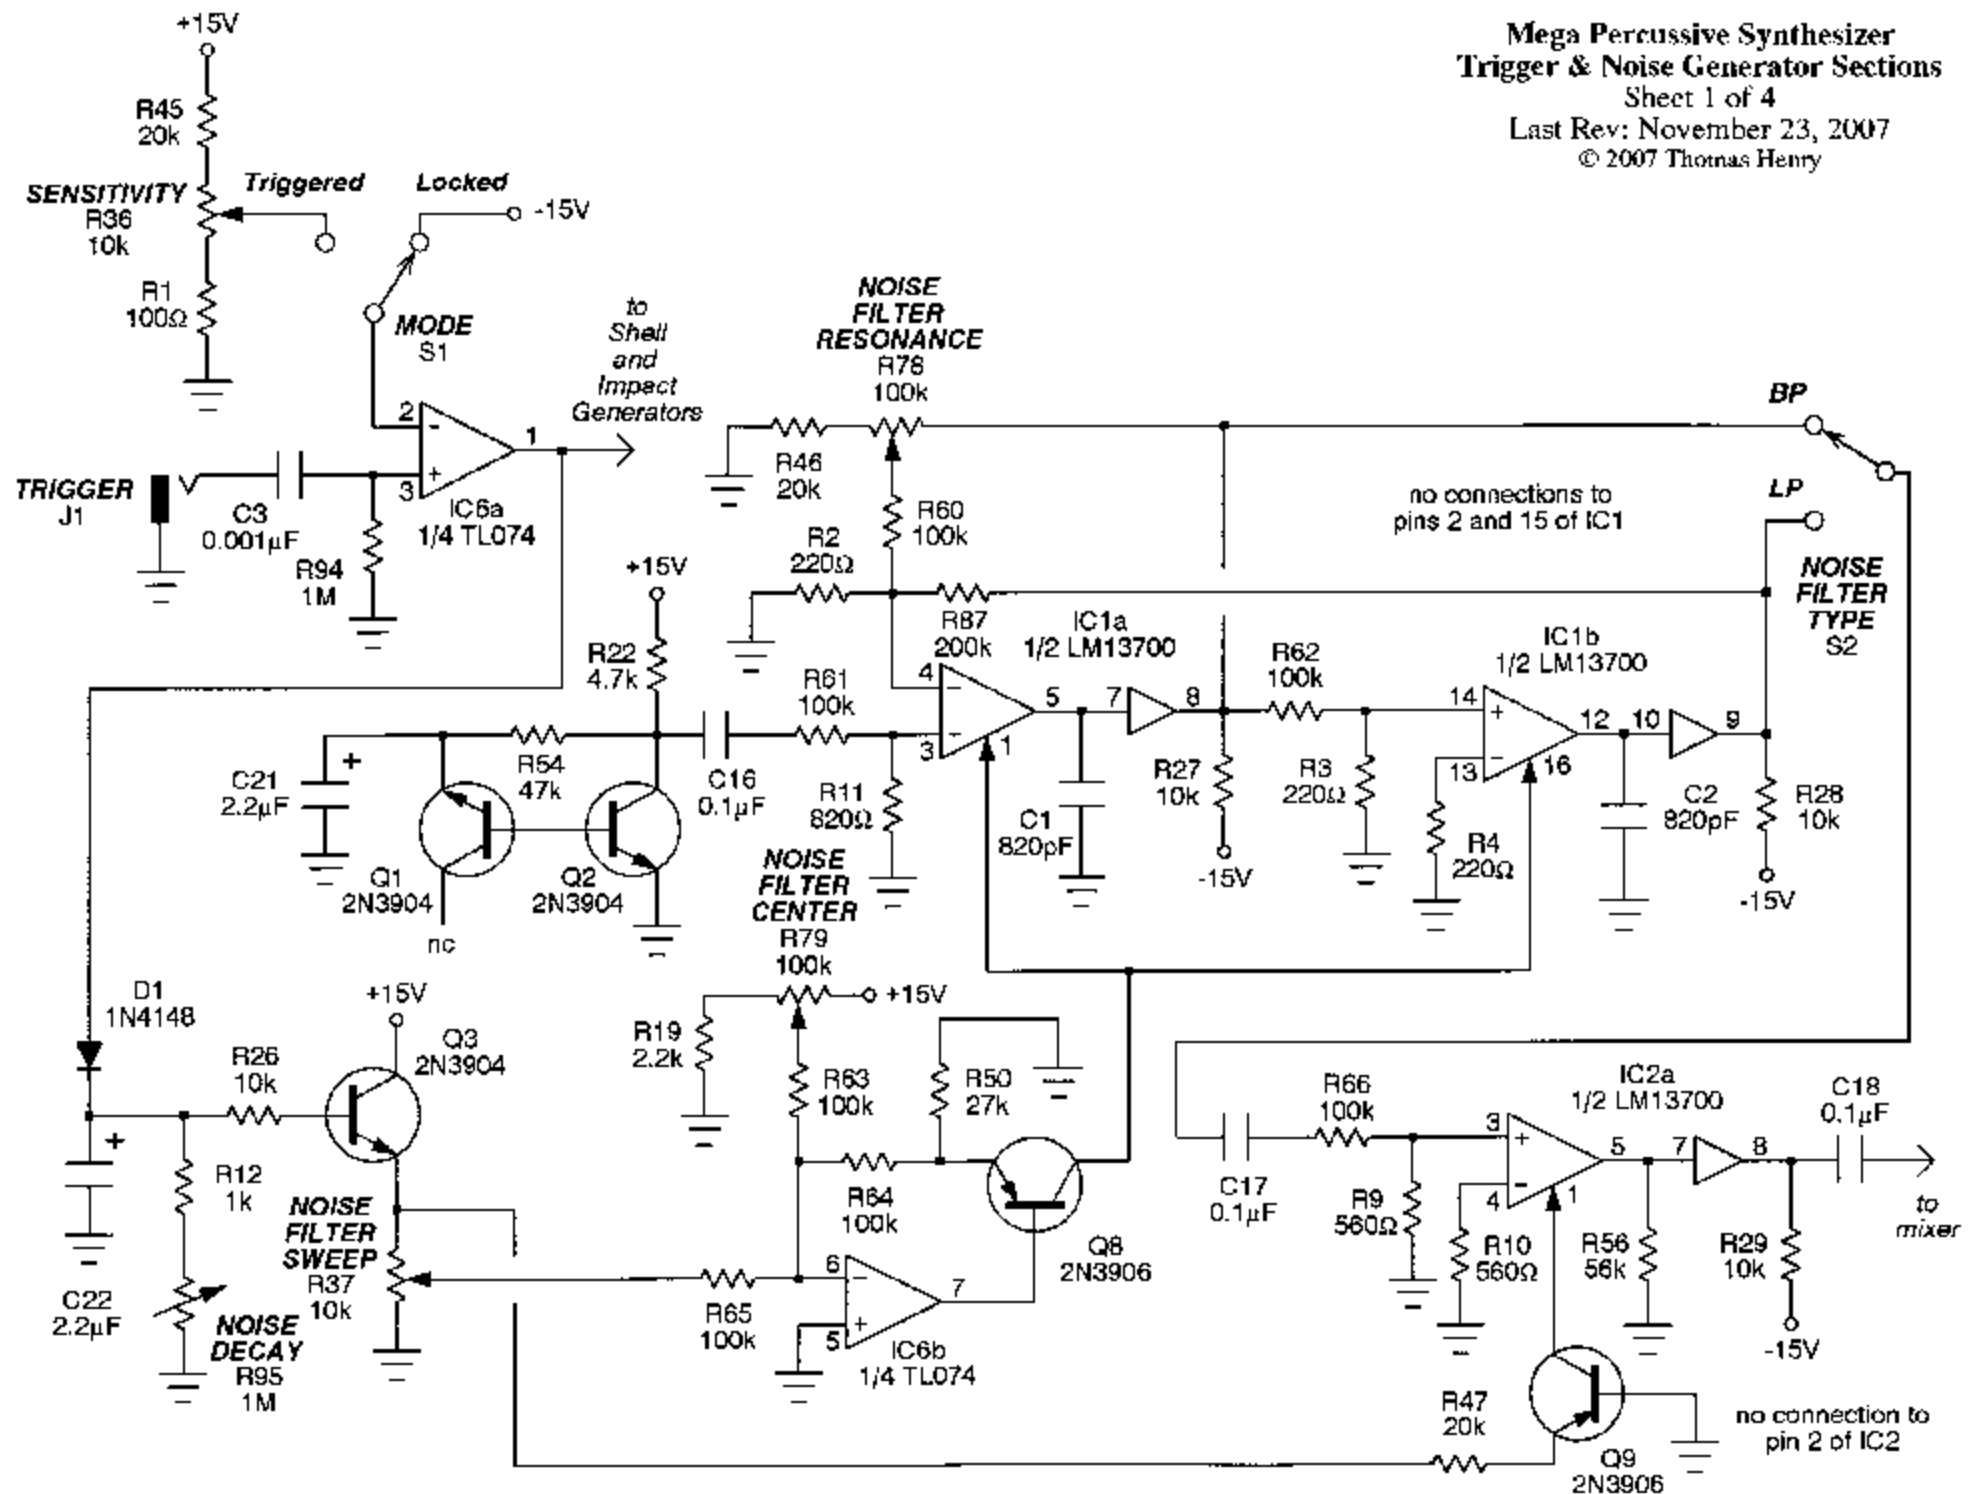 Mega Percussive Synthesizer
Trigger & Noise Generator Sections
Sheet 1 of 4
Last Rev: November 23, 2007
© 2007 Thomas Henry
+15V
R45
20k
SENSITIVITY
R36
10k
Triggered
Locked
-15V
R1
100Ω
MODE
S1
to
Shell
and
Impact
Generators
2
-
1
+
3
IC6a
1/4 TL074
TRIGGER
J1
C3
0.001µF
R94
1M
NOISE
FILTER
RESONANCE
R78
100k
BP
R46
20k
R60
100k
no connections to
pins 2 and 15 of IC1
LP
NOISE
FILTER
TYPE
S2
R2
220Ω
R87
200k
IC1a
1/2 LM13700
+15V
R22
4.7k
R61
100k
4
-
5
7
8
3
1
R62
100k
IC1b
1/2 LM13700
14
+
12
10
9
13
-
16
C21
+
2.2µF
R54
47k
C16
0.1µF
R11
820Ω
C1
820pF
R27
10k
-15V
R3
220Ω
R4
220Ω
C2
820pF
R28
10k
-15V
Q1
2N3904
nc
Q2
2N3904
NOISE
FILTER
CENTER
R79
100k
+15V
D1
1N4148
+15V
Q3
2N3904
R26
10k
R19
2.2k
R63
100k
R50
27k
+
R12
1k
C22
2.2µF
NOISE
FILTER
SWEEP
R37
10k
NOISE
DECAY
R95
1M
R64
100k
Q8
2N3906
R65
100k
6
-
7
+
5
IC6b
1/4 TL074
R66
100k
IC2a
1/2 LM13700
C18
0.1µF
3
+
5
7
8
4
-
1
C17
0.1µF
R9
560Ω
R10
560Ω
R56
56k
R29
10k
-15V
to
mixer
R47
20k
Q9
2N3906
no connection to
pin 2 of IC2